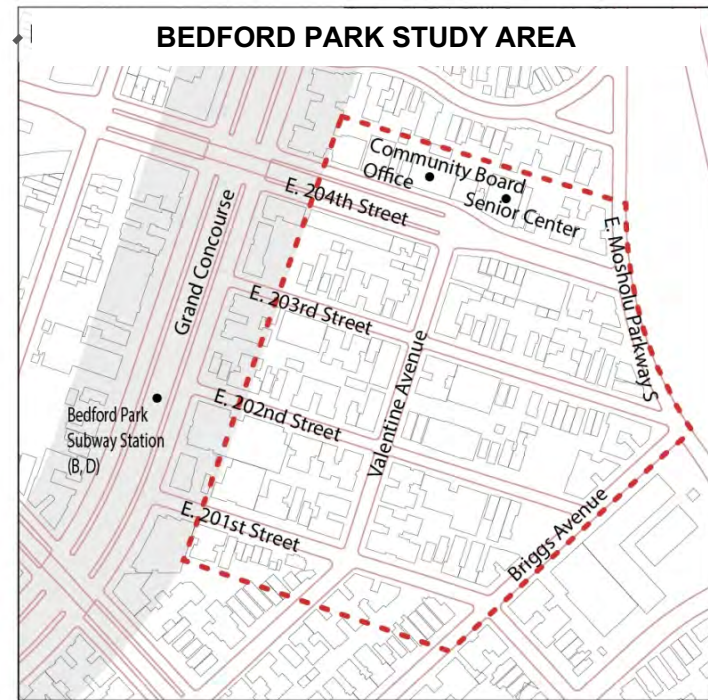 BEDFORD PARK STUDY AREA
Community Board
Office
Senior Center
E. 204th Street
E. Mosholu Parkway S
Grand Concourse
E. 203rd Street
Valentine Avenue
E. 202nd Street
Bedford Park
Subway Station
(B, D)
E. 201st Street
Briggs Avenue